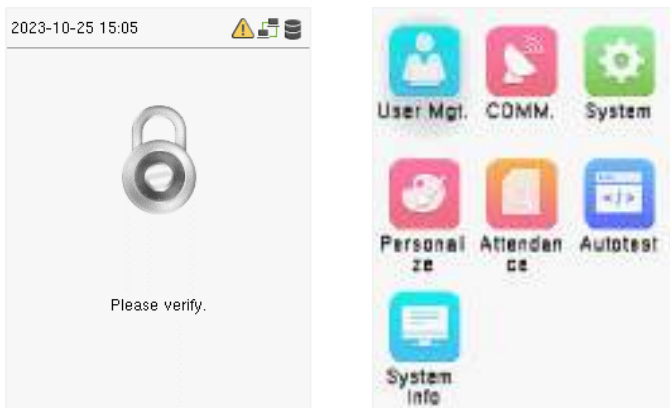 2023-10-25 15:05
Please verify.
User Mgt. COMM. System
Personali Attendan Autotest
ze ce
</>
System
Info